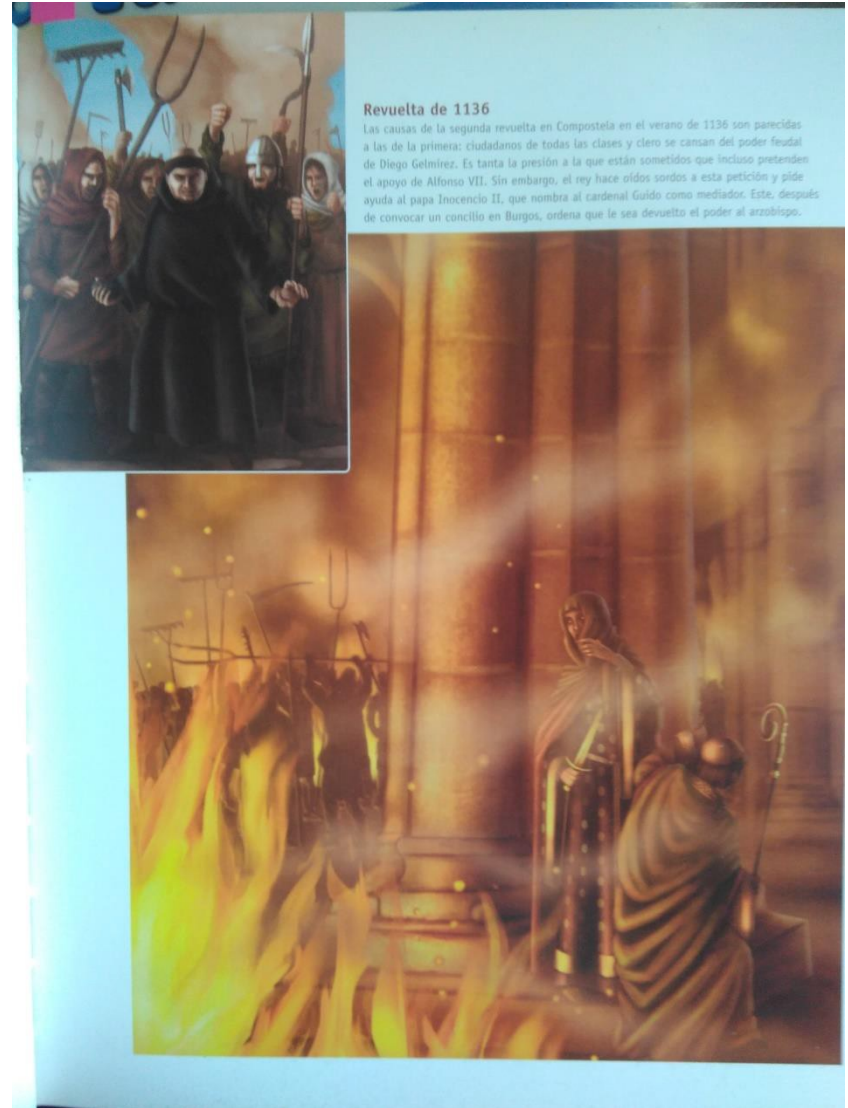 Revuelta de 1136
Las causas de la segunda revuelta en Compostela en el verano de 1136 son parecidas
a las de la primera: ciudadanos de todas las clases y clero se cansan del poder feudal
de Diego Gelmírez. Es tanta la presión a la que están sometidos que incluso pretenden
el apoyo de Alfonso VII. Sin embargo, el rey hace oídos sordos a esta petición y pide
ayuda al papa Inocencio II, que nombra al cardenal Guido como mediador. Este, después
de convocar un concilio en Burgos, ordena que le sea devuelto el poder al arzobispo.